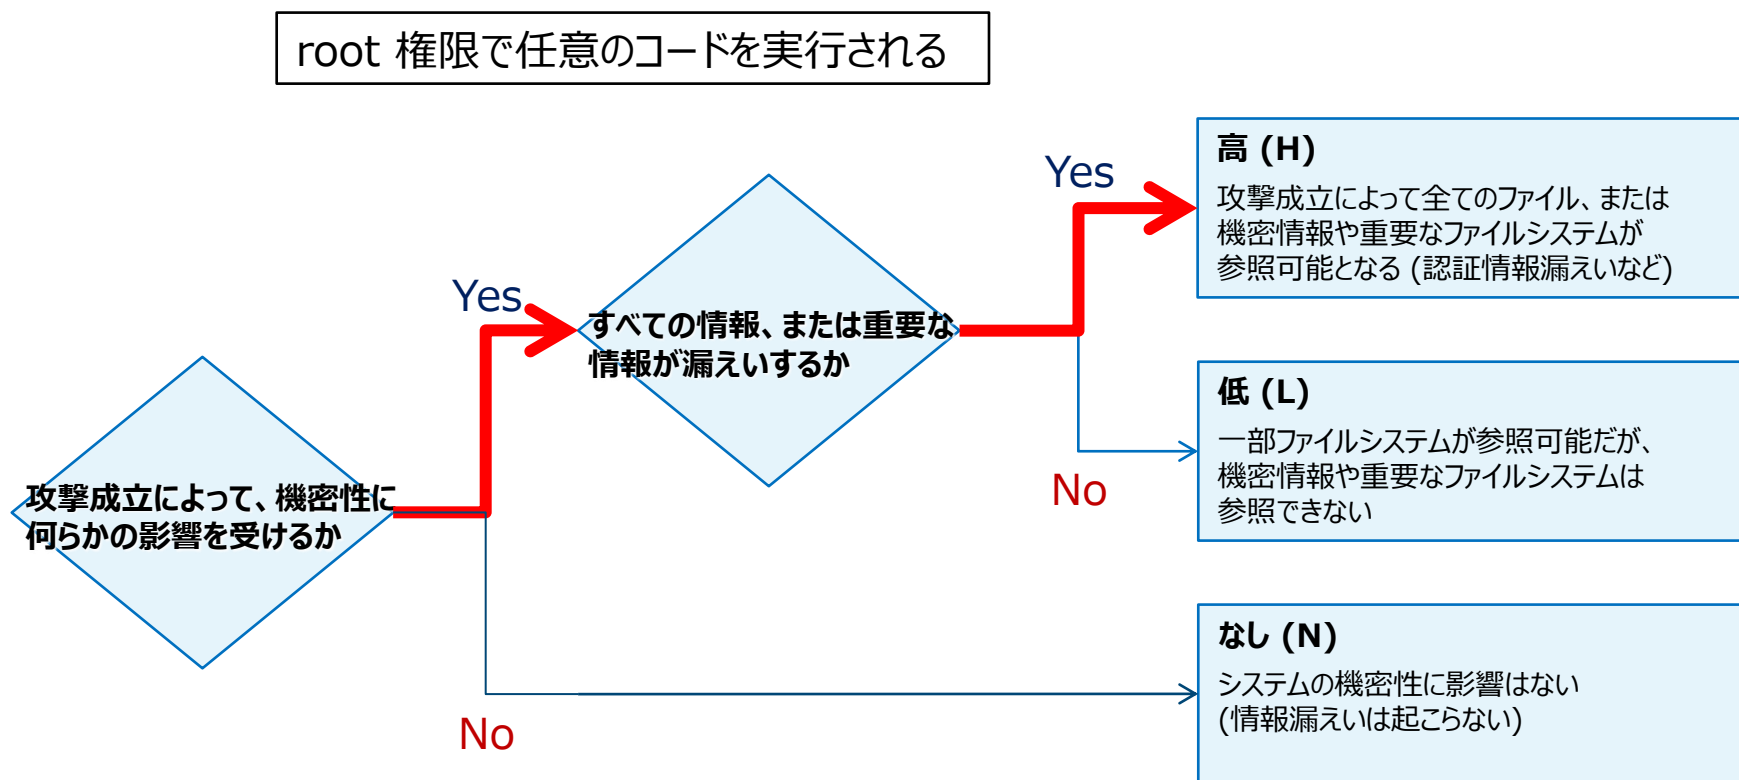 root 権限で任意のコードを実行される
高 (H)
攻撃成立によって全てのファイル、または
機密情報や重要なファイルシステムが
参照可能となる (認証情報漏えいなど)
Yes
Yes
すべての情報、または重要な
情報が漏えいするか
低 (L)
一部ファイルシステムが参照可能だが、
機密情報や重要なファイルシステムは
参照できない
No
攻撃成立によって、機密性に
何らかの影響を受けるか
なし (N)
システムの機密性に影響はない
(情報漏えいは起こらない)
No